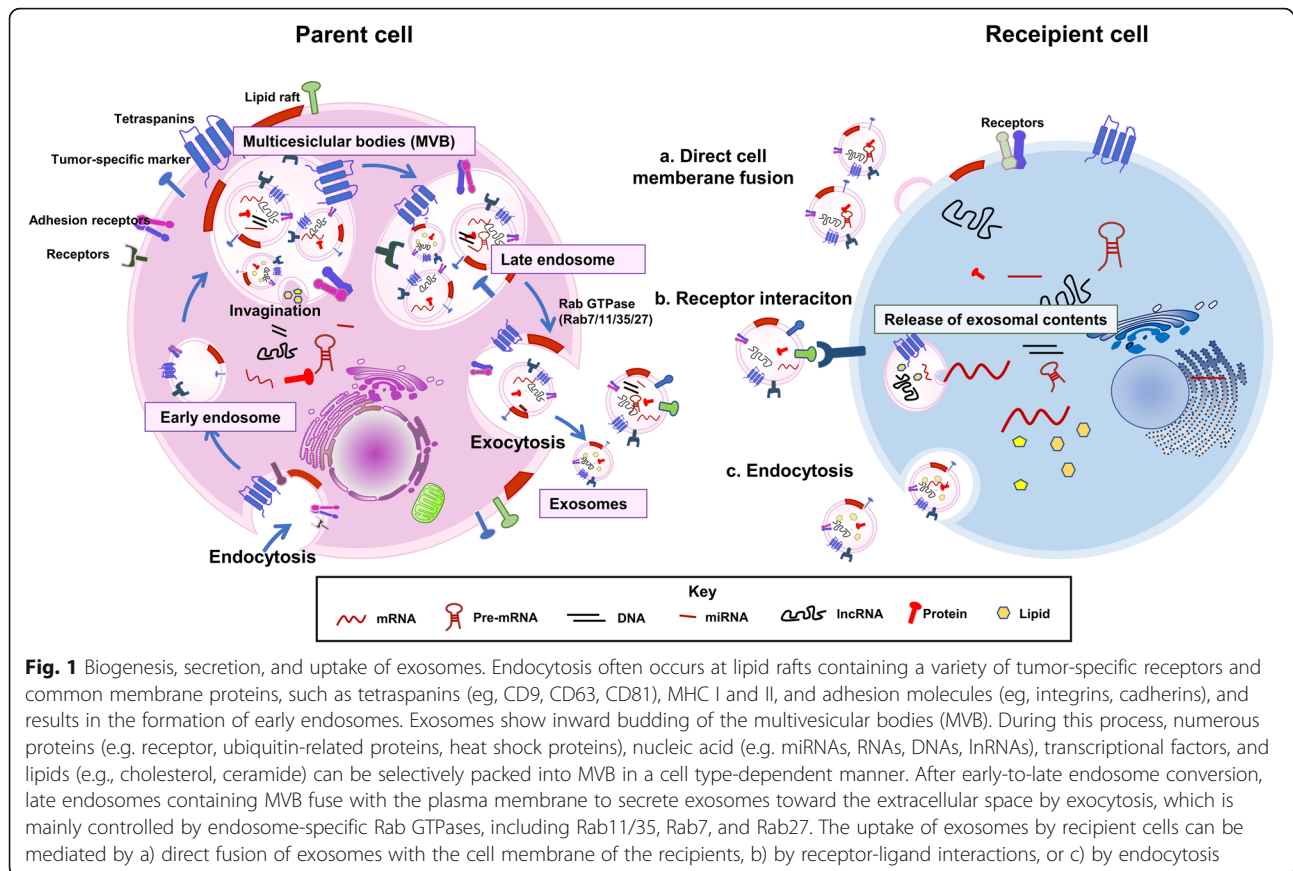 Parent cell
Receipient cell
Lipid raft
Tetraspanins
Multicesiclular bodies (MVB)
Tumor-specific marker
Adhesion receptors
Receptors
Late endosome
Invagination
Rab GTPase
(Rab7/11/35/27)
Early endosome
Exocytosis
Exosomes
Endocytosis
Receptors
a. Direct cell
memberane fusion
b. Receptor interaciton
Release of exosomal contents
c. Endocytosis
Key
mRNA Pre-mRNA DNA miRNA lncRNA Protein Lipid
Fig. 1 Biogenesis, secretion, and uptake of exosomes. Endocytosis often occurs at lipid rafts containing a variety of tumor-specific receptors and
common membrane proteins, such as tetraspanins (eg, CD9, CD63, CD81), MHC I and II, and adhesion molecules (eg, integrins, cadherins), and
results in the formation of early endosomes. Exosomes show inward budding of the multivesicular bodies (MVB). During this process, numerous
proteins (e.g. receptor, ubiquitin-related proteins, heat shock proteins), nucleic acid (e.g. miRNAs, RNAs, DNAs, lnRNAs), transcriptional factors, and
lipids (e.g., cholesterol, ceramide) can be selectively packed into MVB in a cell type-dependent manner. After early-to-late endosome conversion,
late endosomes containing MVB fuse with the plasma membrane to secrete exosomes toward the extracellular space by exocytosis, which is
mainly controlled by endosome-specific Rab GTPases, including Rab11/35, Rab7, and Rab27. The uptake of exosomes by recipient cells can be
mediated by a) direct fusion of exosomes with the cell membrane of the recipients, b) by receptor-ligand interactions, or c) by endocytosis